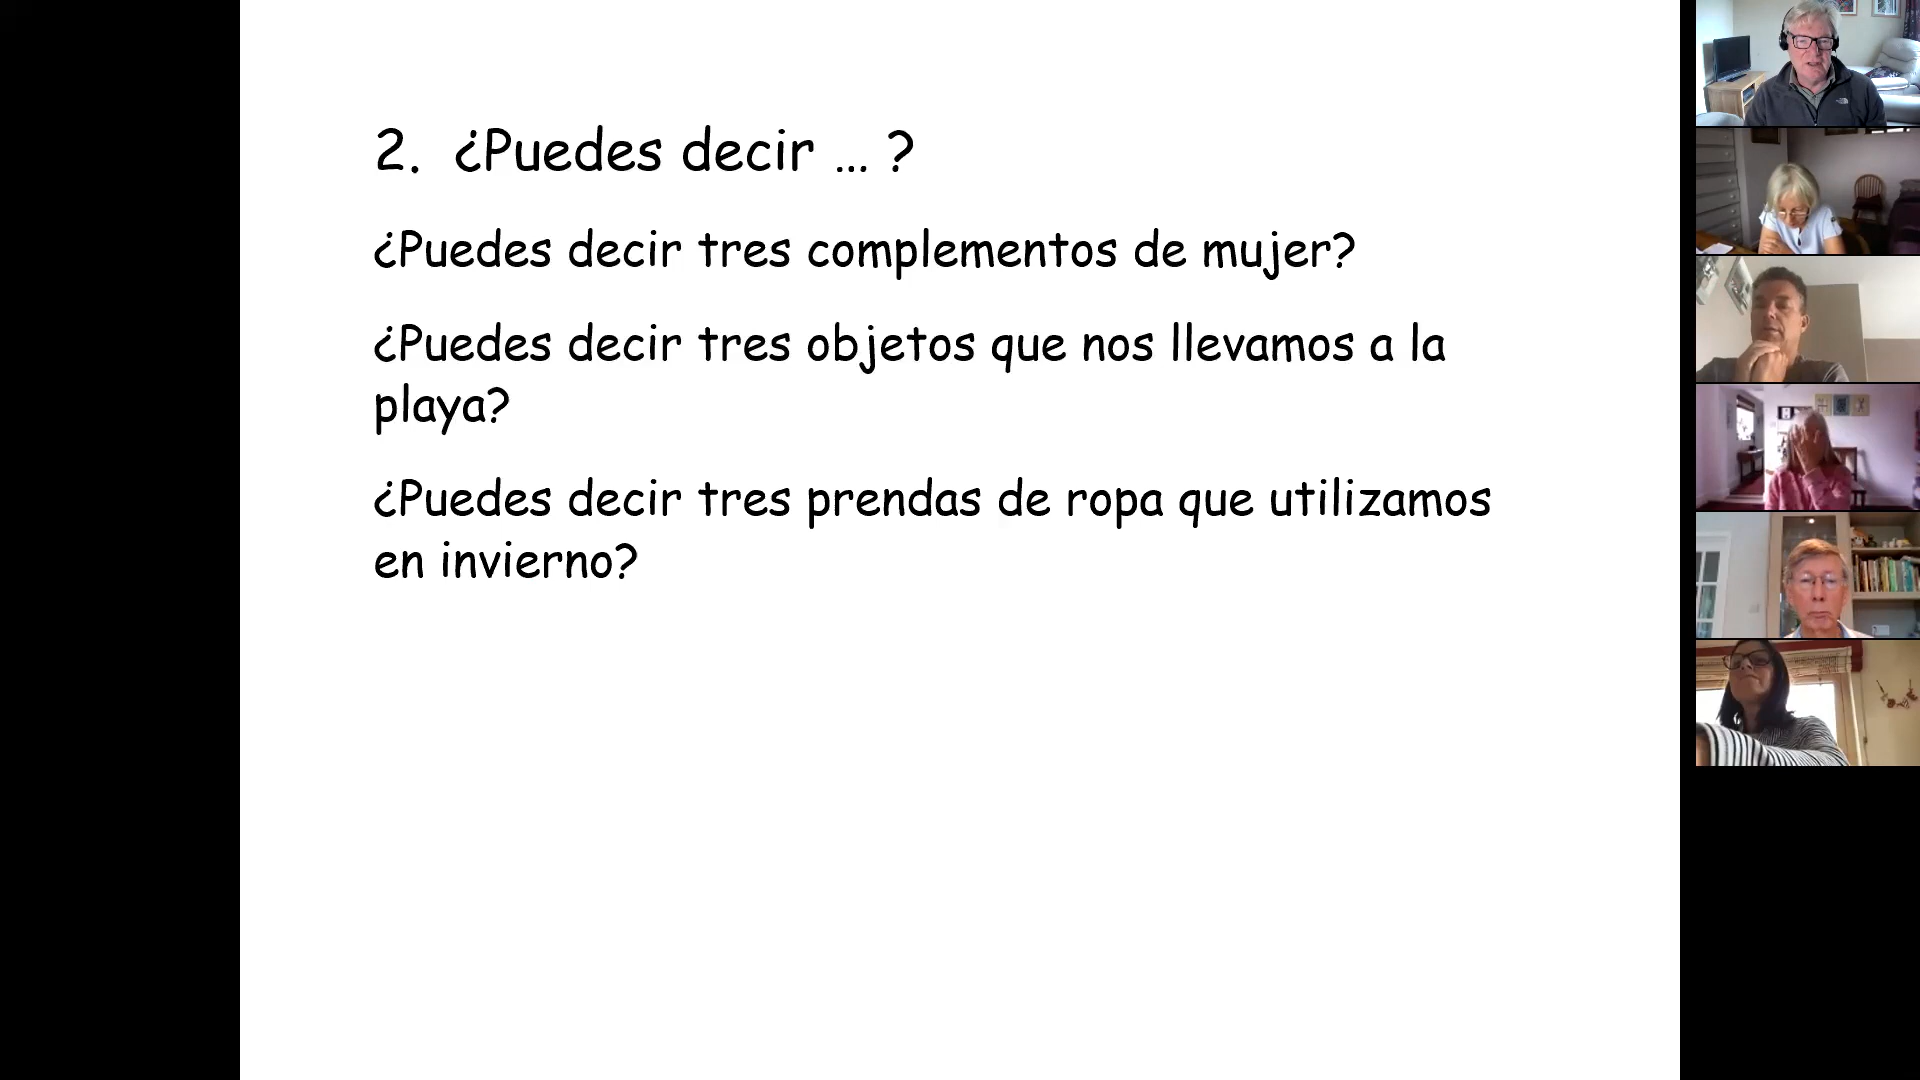 2. ¿Puedes decir ... ?
¿Puedes decir tres complementos de mujer?
¿Puedes decir tres objetos que nos llevamos a la
playa?
¿Puedes decir tres prendas de ropa que utilizamos
en invierno?